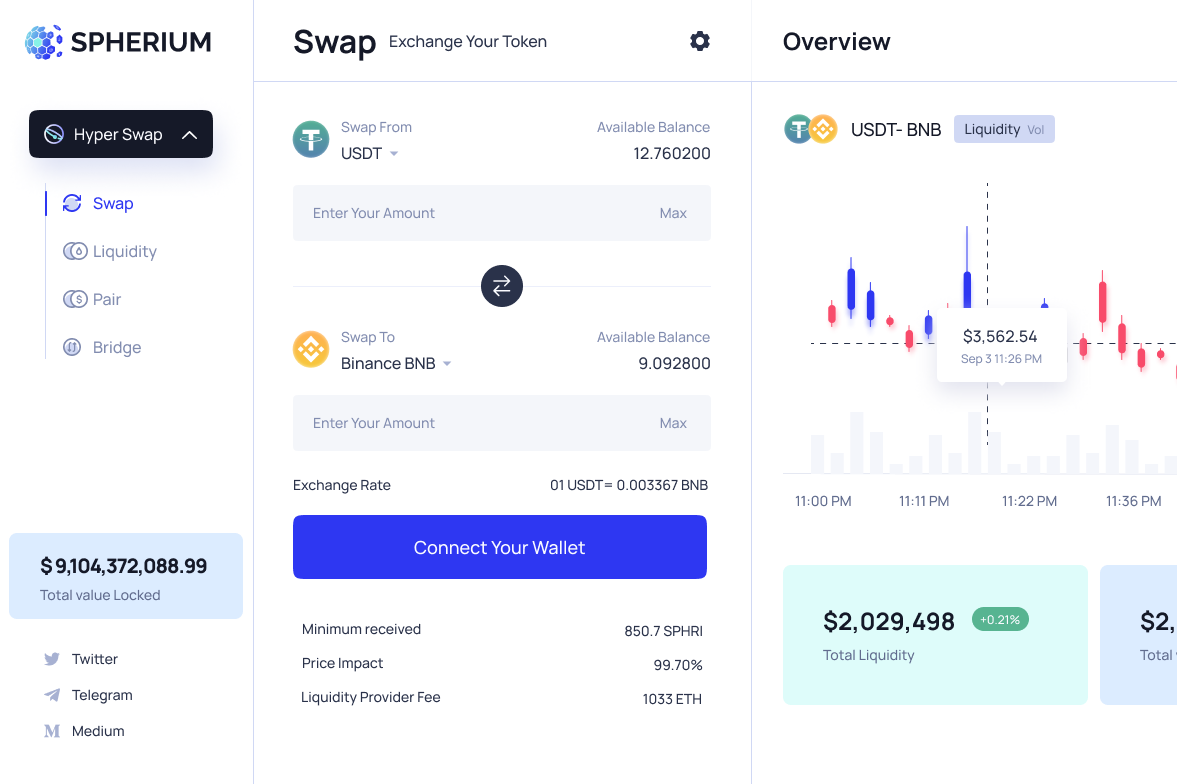 SPHERIUM
Hyper Swap
Swap
Liquidity
Pair
Bridge
$ 9,104,372,088.99
Total value Locked
Twitter
Telegram
Medium
Swap Exchange Your Token
Swap From Available Balance
USDT 12.760200
Enter Your Amount Max
Swap To Available Balance
Binance BNB 9.092800
Enter Your Amount Max
Exchange Rate 01 USDT= 0.003367 BNB
Connect Your Wallet
Minimum received 850.7 SPHRI
Price Impact 99.70%
Liquidity Provider Fee 1033 ETH
Overview
USDT- BNB Liquidity Vol
$3,562.54
Sep 3 11:26 PM
11:00 PM 11:11 PM 11:22 PM 11:36 PM
$2,029,498 +0.21% $2,
Total Liquidity Total